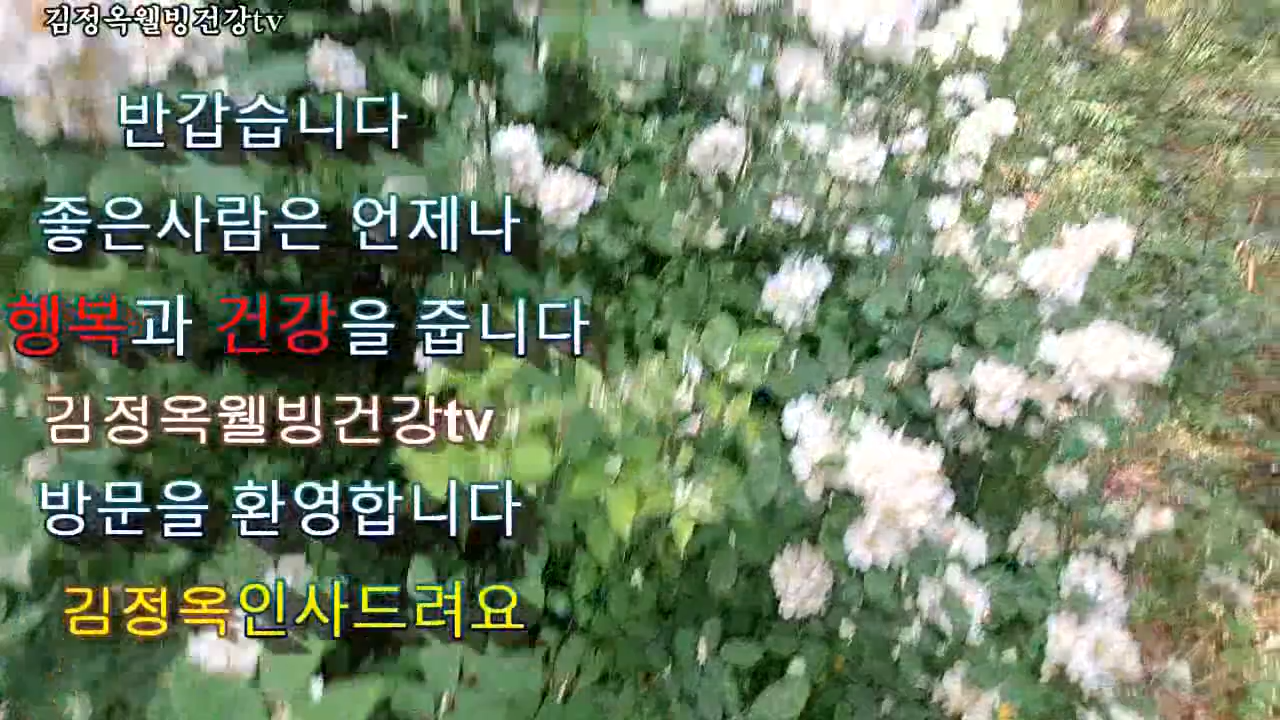 김정옥웰빙건강tv
반갑습니다
좋은사람은 언제나
행복과 건강을 줍니다
김정옥웰빙건강tv
방문을 환영합니다
김정옥인사드려요